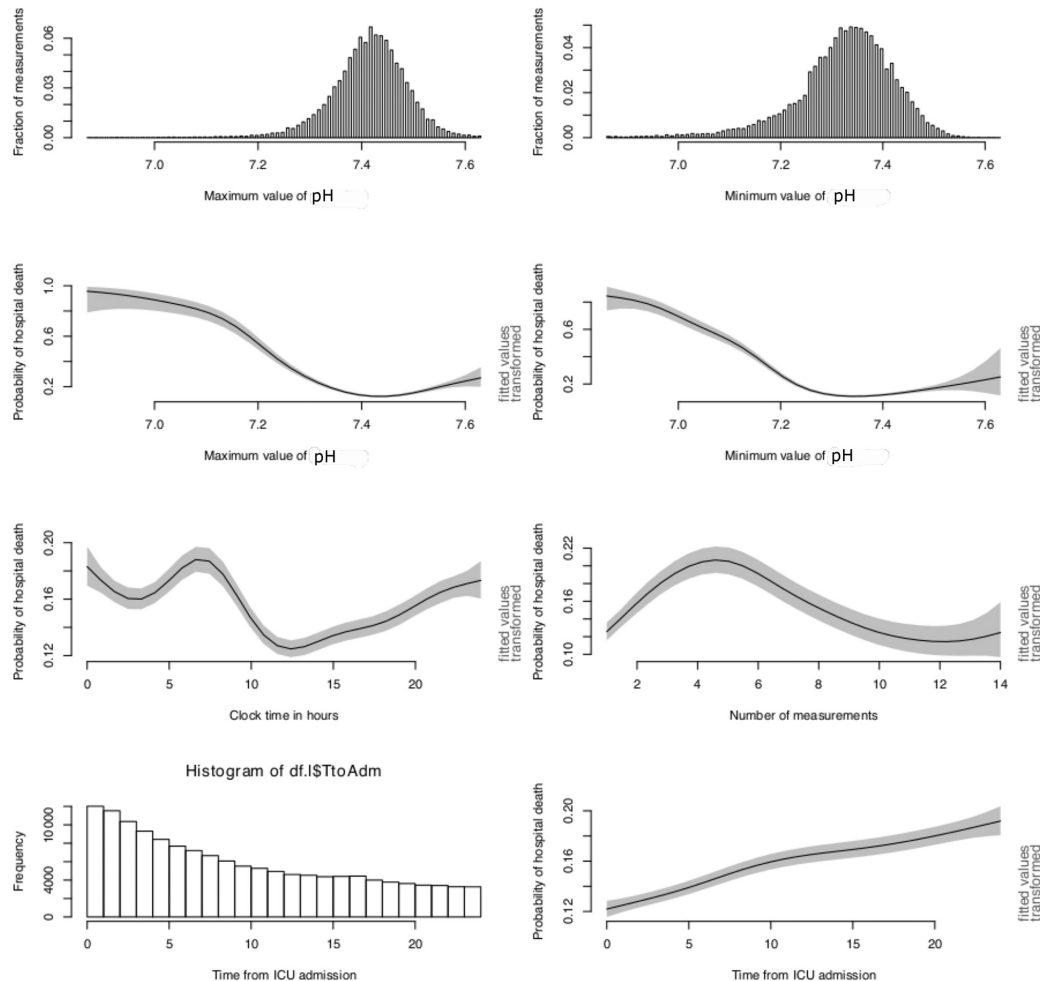 Fraction of measurements
0.00 0.03 0.06
7.0 7.2 7.4 7.6
Maximum value of pH
Fraction of measurements
0.00 0.02 0.04
7.0 7.2 7.4 7.6
Minimum value of pH
Probability of hospital death
0.2 0.6 1.0
7.0 7.2 7.4 7.6
Maximum value of pH
fitted values
transformed
Probability of hospital death
0.2 0.6
7.0 7.2 7.4 7.6
Minimum value of pH
fitted values
transformed
Probability of hospital death
0.12 0.16 0.20
0 5 10 15 20
Clock time in hours
fitted values
transformed
Probability of hospital death
0.10 0.16 0.22
2 4 6 8 10 12 14
Number of measurements
fitted values
transformed
Histogram of df.l$TtoAdm
Frequency
0 4000 10000
0 5 10 15 20
Time from ICU admission
Probability of hospital death
0.12 0.16 0.20
0 5 10 15 20
Time from ICU admission
fitted values
transformed